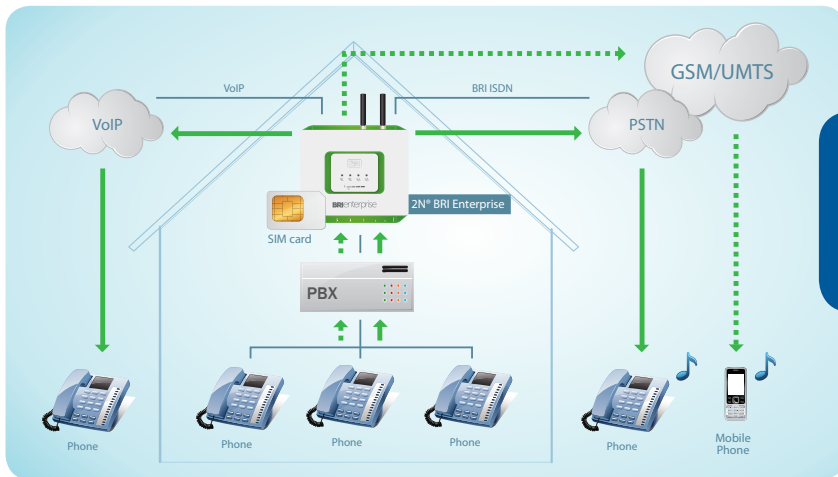 GSM/UMTS
VoIP
BRI ISDN
VoIP
PSTN
BRIenterprise
2N® BRI Enterprise
SIM card
PBX
Phone
Phone
Phone
Phone
Phone
Mobile
Phone